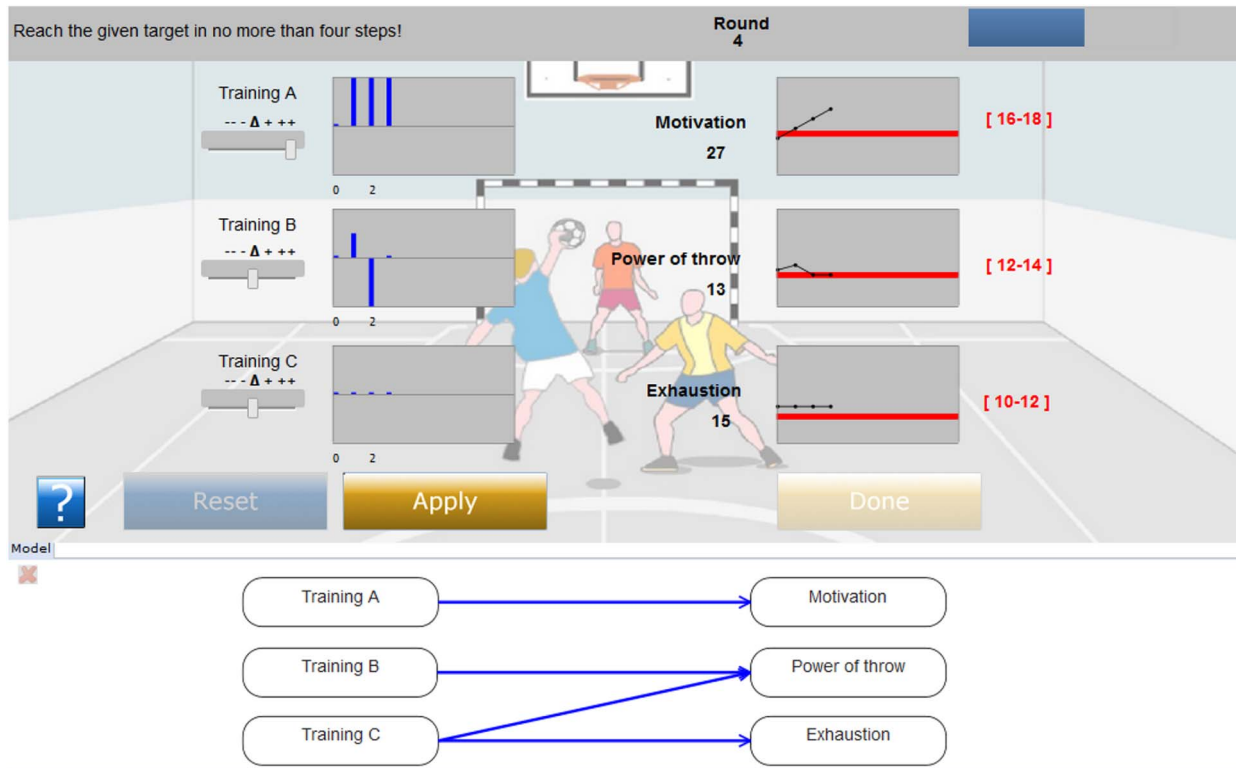 Reach the given target in no more than four steps!
Round
4
Training A
-- - Δ + ++
0 2
Motivation
27
[ 16-18 ]
Training B
-- - Δ + ++
0 2
Power of throw
13
[ 12-14 ]
Training C
-- - Δ + ++
0 2
Exhaustion
15
[ 10-12 ]
?
Reset
Apply
Done
Model
Training A
Motivation
Training B
Power of throw
Training C
Exhaustion